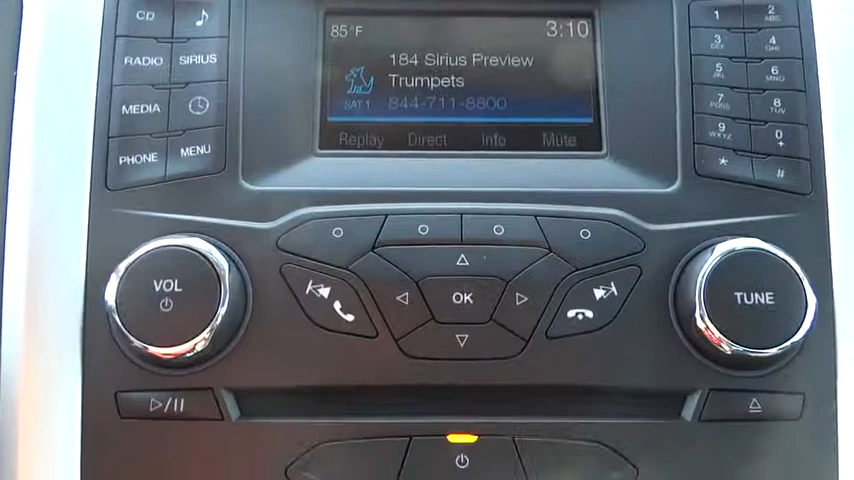 CD
RADIO SIRIUS
MEDIA
PHONE MENU
85°F 3:10
184 Sirius Preview
Trumpets
SAT 1 844-711-8800
Replay Direct Info Mute
1 2 ABC
3 DEF 4 GHI
5 JKL 6 MNO
7 PQRS 8 TUV
9 WXYZ 0 +
* #
VOL
OK
TUNE